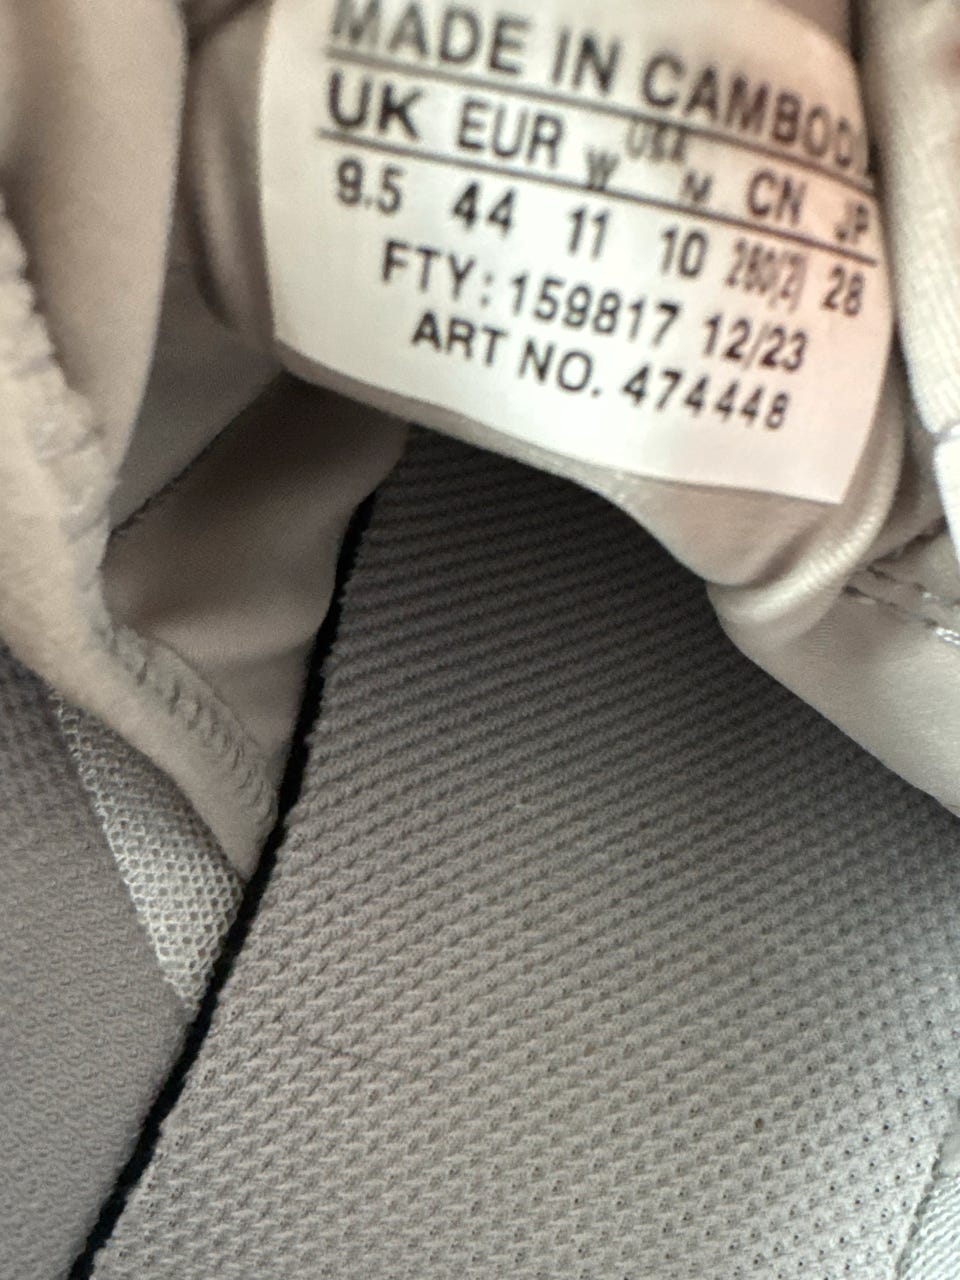 MADE IN CAMBODI
UK EUR W USA M CN JP
9.5 44 11 10 280(2) 28
FTY: 159817 12/23
ART NO. 474448